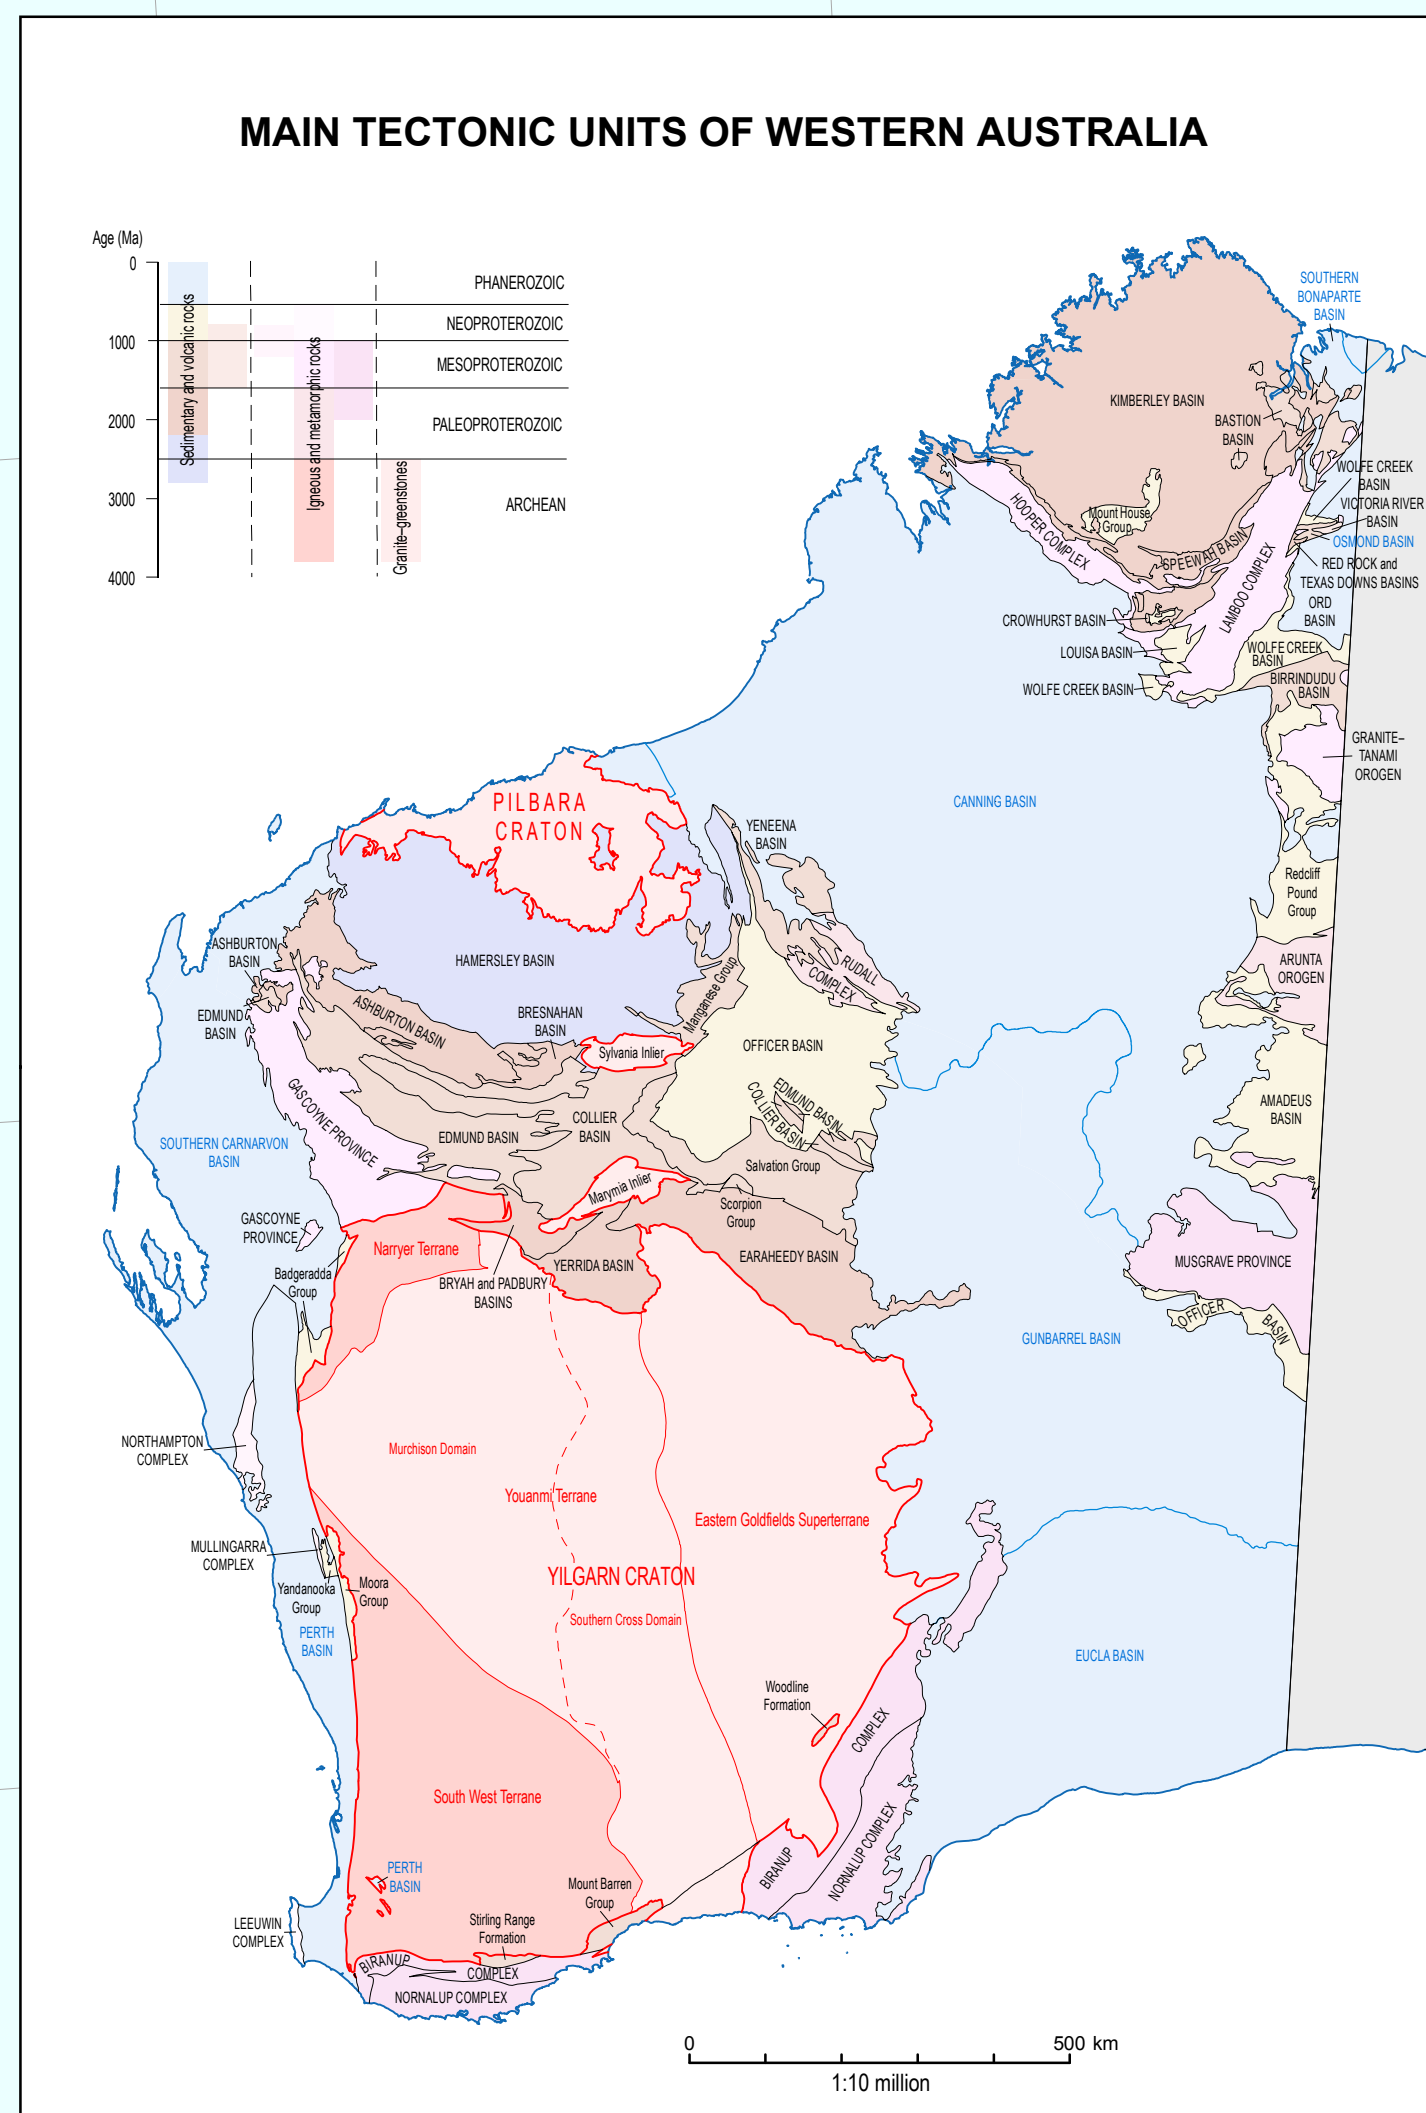 MAIN TECTONIC UNITS OF WESTERN AUSTRALIA
Age (Ma)
0
1000
2000
3000
4000
Sedimentary and volcanic rocks
Igneous and metamorphic rocks
Granite–greenstones
PHANEROZOIC
NEOPROTEROZOIC
MESOPROTEROZOIC
PALEOPROTEROZOIC
ARCHEAN
SOUTHERN
BONAPARTE
BASIN
KIMBERLEY BASIN
BASTION
BASIN
WOLFE CREEK
BASIN
VICTORIA RIVER
BASIN
OSMOND BASIN
RED ROCK and
TEXAS DOWNS BASINS
ORD
BASIN
Mount House
Group
HOOPER COMPLEX
SPEEWAH BASIN
LAMBOO COMPLEX
CROWHURST BASIN
LOUISA BASIN
WOLFE CREEK BASIN
WOLFE CREEK
BASIN
BIRRINDUDU
BASIN
GRANITE–
TANAMI
OROGEN
CANNING BASIN
PILBARA
CRATON
YENEENA
BASIN
Redcliff
Pound
Group
ASHBURTON
BASIN
HAMERSLEY BASIN
RUDALL
COMPLEX
ARUNTA
OROGEN
EDMUND
BASIN
ASHBURTON BASIN
BRESNAHAN
BASIN
Manganese Group
Sylvania Inlier
OFFICER BASIN
GASCOYNE PROVINCE
EDMUND BASIN
COLLIER
BASIN
EDMUND BASIN
COLLIER BASIN
AMADEUS
BASIN
SOUTHERN CARNARVON
BASIN
Salvation Group
Marymia Inlier
Scorpion
Group
GASCOYNE
PROVINCE
Narryer Terrane
EARAHEEDY BASIN
MUSGRAVE PROVINCE
Badgeradda
Group
BRYAH and PADBURY
BASINS
YERRIDA BASIN
OFFICER
BASIN
GUNBARREL BASIN
NORTHAMPTON
COMPLEX
Murchison Domain
Youanmi Terrane
Eastern Goldfields Superterrane
MULLINGARRA
COMPLEX
Yandanooka
Group
Moora
Group
YILGARN CRATON
Southern Cross Domain
PERTH
BASIN
EUCLA BASIN
Woodline
Formation
COMPLEX
BIRANUP
NORNALUP COMPLEX
South West Terrane
PERTH
BASIN
Mount Barren
Group
LEEUWIN
COMPLEX
Stirling Range
Formation
BIRANUP
COMPLEX
NORNALUP COMPLEX
0
500 km
1:10 million